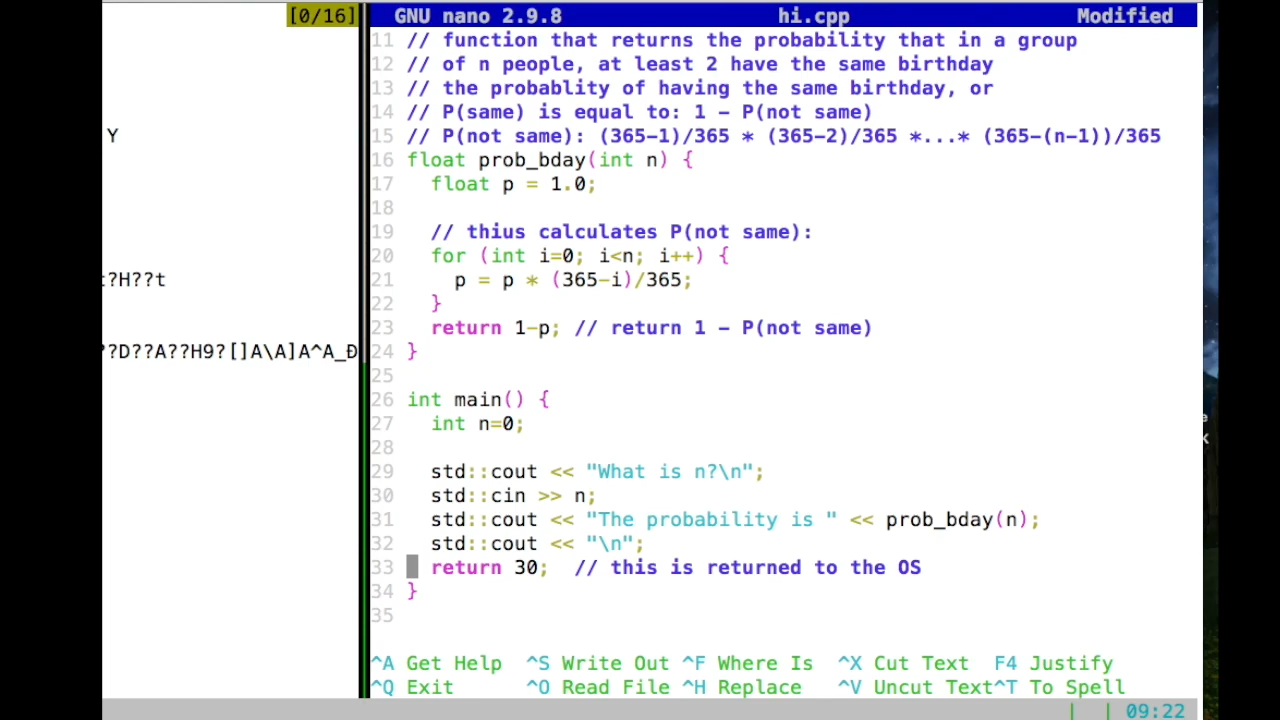 [0/16]
GNU nano 2.9.8 hi.cpp Modified
11 // function that returns the probability that in a group
12 // of n people, at least 2 have the same birthday
13 // the probablity of having the same birthday, or
14 // P(same) is equal to: 1 - P(not same)
Y
15 // P(not same): (365-1)/365 * (365-2)/365 *...* (365-(n-1))/365
16 float prob_bday(int n) {
17   float p = 1.0;
18
19   // thius calculates P(not same):
20   for (int i=0; i<n; i++) {
?H??t
21     p = p * (365-i)/365;
22   }
23   return 1-p; // return 1 - P(not same)
?D??A??H9?[]A\A]A^A_Đ
24 }
25
26 int main() {
27   int n=0;
28
29   std::cout << "What is n?\n";
30   std::cin >> n;
31   std::cout << "The probability is " << prob_bday(n);
32   std::cout << "\n";
33   return 30;  // this is returned to the OS
34 }
35
^A Get Help ^S Write Out ^F Where Is ^X Cut Text F4 Justify
^Q Exit ^O Read File ^H Replace ^V Uncut Text ^T To Spell
09:22